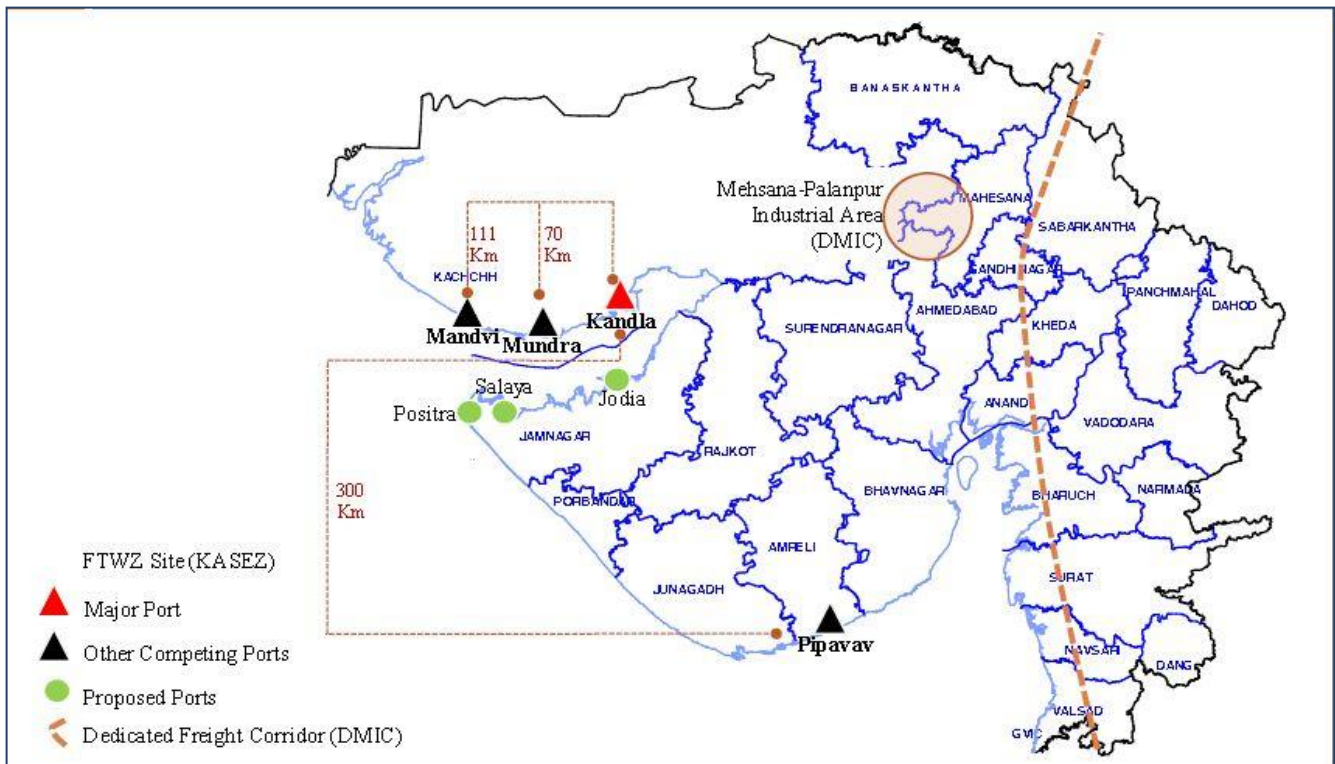 BANASKANTHA
Mehsana-Palanpur
Industrial Area
(DMIC)
MAHESANA
SABARKANTHA
GANDHINAGAR
111
Km
70
Km
KACHCHH
Kandla
Mandvi
Mundra
AHMEDABAD
PANCHMAHAL
DAHOD
SURENDRANAGAR
KHEDA
Salaya
Jodia
Positra
ANAND
VADODARA
JAMNAGAR
RAJKOT
300
Km
PORBANDAR
BHAVNAGAR
BHARUCH
NARMADA
AMRELI
JUNAGADH
SURAT
Pipavav
NAVSARI
DANG
VALSAD
FTWZ Site (KASEZ)
Major Port
Other Competing Ports
Proposed Ports
Dedicated Freight Corridor (DMIC)